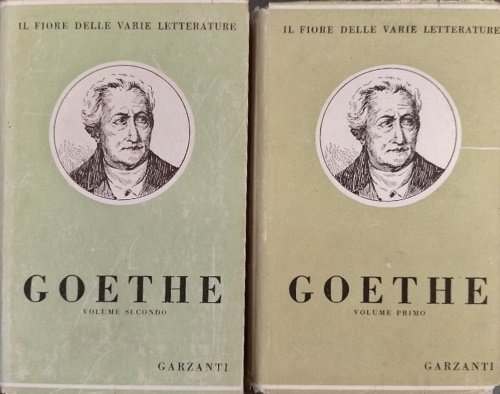 IL FIORE DELLE VARIE LETTERATURE
GOETHE
VOLUME SECONDO
GARZANTI
IL FIORE DELLE VARIE LETTERATURE
GOETHE
VOLUME PRIMO
GARZANTI